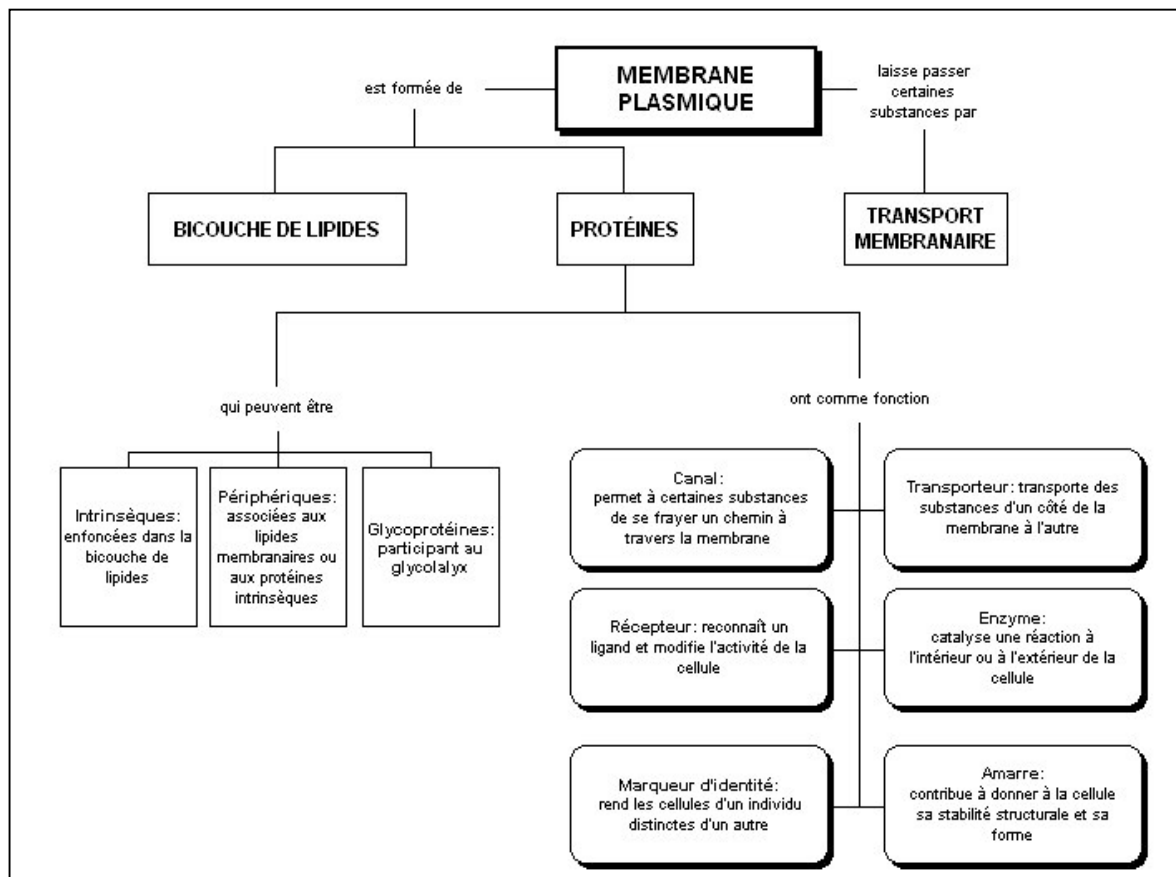 MEMBRANE
PLASMIQUE
est formée de
laisse passer
certaines
substances par
BICOUCHE DE LIPIDES
PROTÉINES
TRANSPORT
MEMBRANAIRE
qui peuvent être
ont comme fonction
Intrinsèques:
enfoncées dans la
bicouche de
lipides
Périphériques:
associées aux
lipides
membranaires ou
aux protéines
intrinsèques
Glycoprotéines:
participant au
glycolalyx
Canal:
permet à certaines substances
de se frayer un chemin à
travers la membrane
Transporteur: transporte des
substances d'un côté de la
membrane à l'autre
Récepteur: reconnaît un
ligand et modifie l'activité de la
cellule
Enzyme:
catalyse une réaction à
l'intérieur ou à l'extérieur de la
cellule
Marqueur d'identité:
rend les cellules d'un individu
distinctes d'un autre
Amarre:
contribue à donner à la cellule
sa stabilité structurale et sa
forme